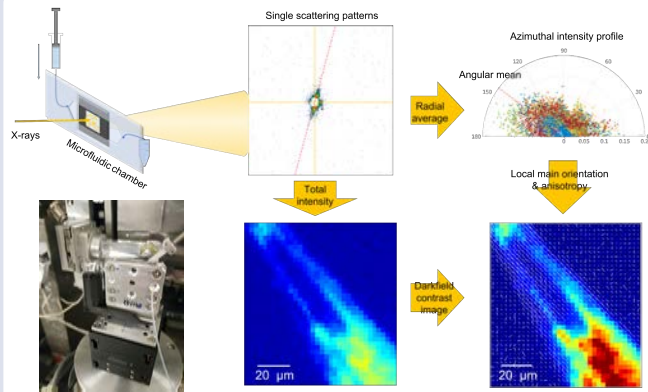 Single scattering patterns
Azimuthal intensity profile
90
120
60
Angular mean
150
30
180
0
0.05
0.1
0.15
0.2
Radial
average
X-rays
Microfluidic chamber
Total
intensity
Local main orientation
& anisotropy
Darkfield
contrast
image
20 μm
20 μm